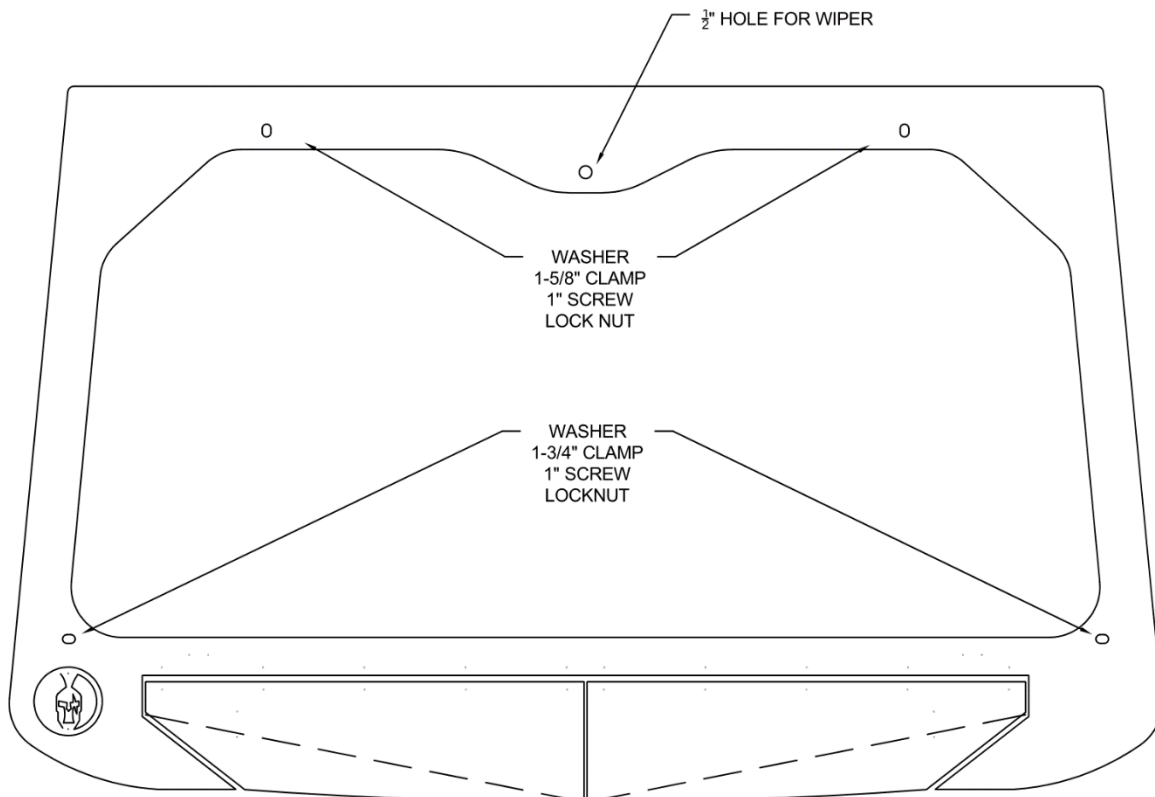 ½" HOLE FOR WIPER
WASHER
1-5/8" CLAMP
1" SCREW
LOCK NUT
WASHER
1-3/4" CLAMP
1" SCREW
LOCKNUT